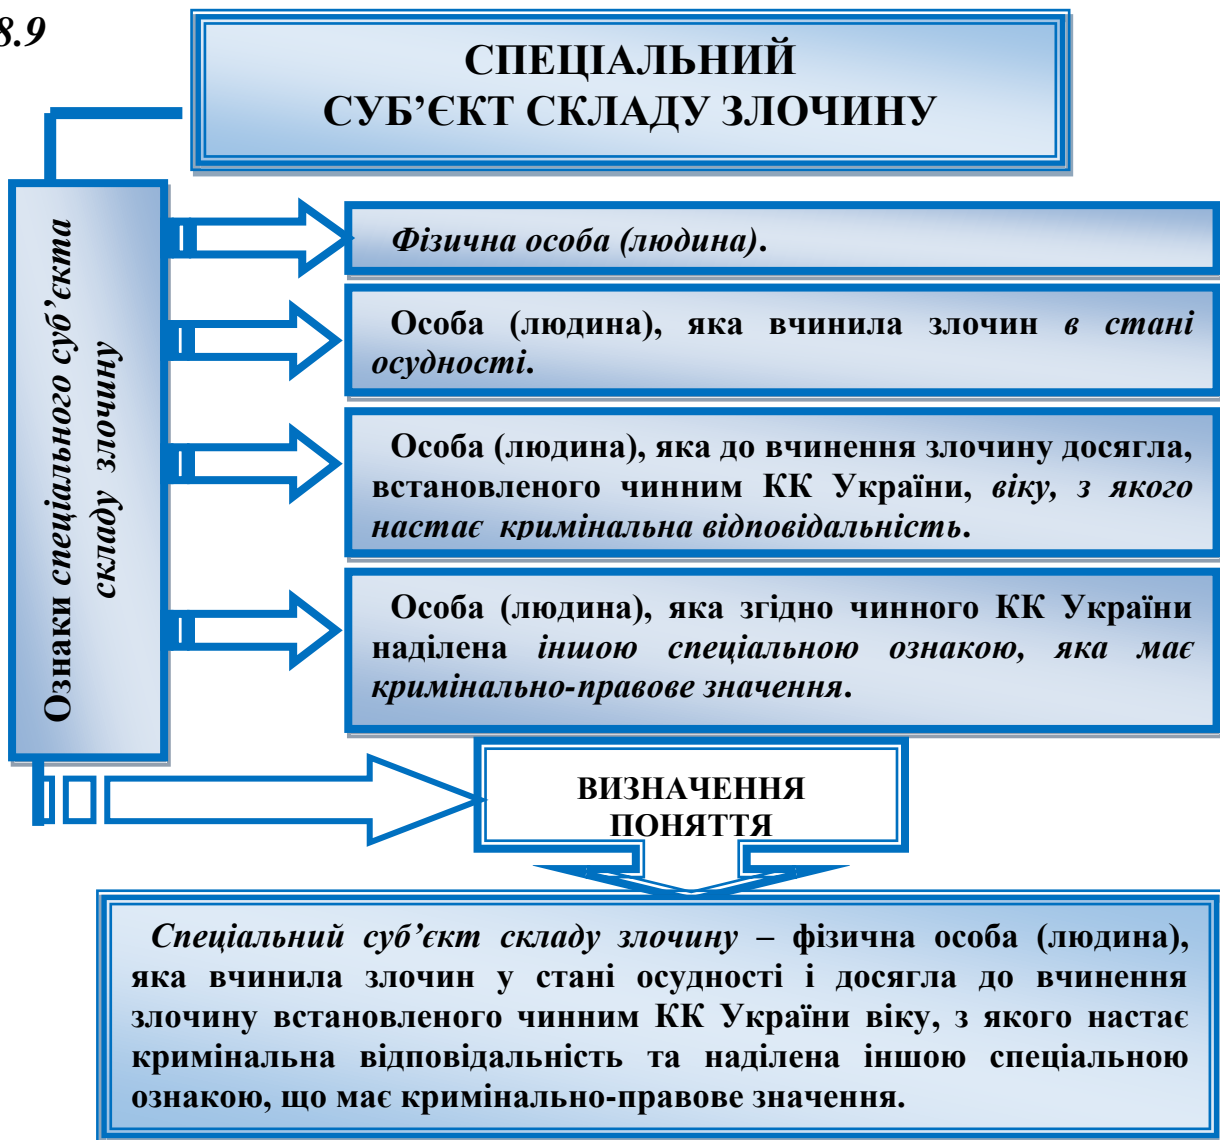 8.9
СПЕЦІАЛЬНИЙ
СУБ’ЄКТ СКЛАДУ ЗЛОЧИНУ
Ознаки спеціального суб’єкта
складу злочину
Фізична особа (людина).
Особа (людина), яка вчинила злочин в стані
осудності.
Особа (людина), яка до вчинення злочину досягла,
встановленого чинним КК України, віку, з якого
настає кримінальна відповідальність.
Особа (людина), яка згідно чинного КК України
наділена іншою спеціальною ознакою, яка має
кримінально-правове значення.
ВИЗНАЧЕННЯ
ПОНЯТТЯ
Спеціальний суб’єкт складу злочину – фізична особа (людина),
яка вчинила злочин у стані осудності і досягла до вчинення
злочину встановленого чинним КК України віку, з якого настає
кримінальна відповідальність та наділена іншою спеціальною
ознакою, що має кримінально-правове значення.